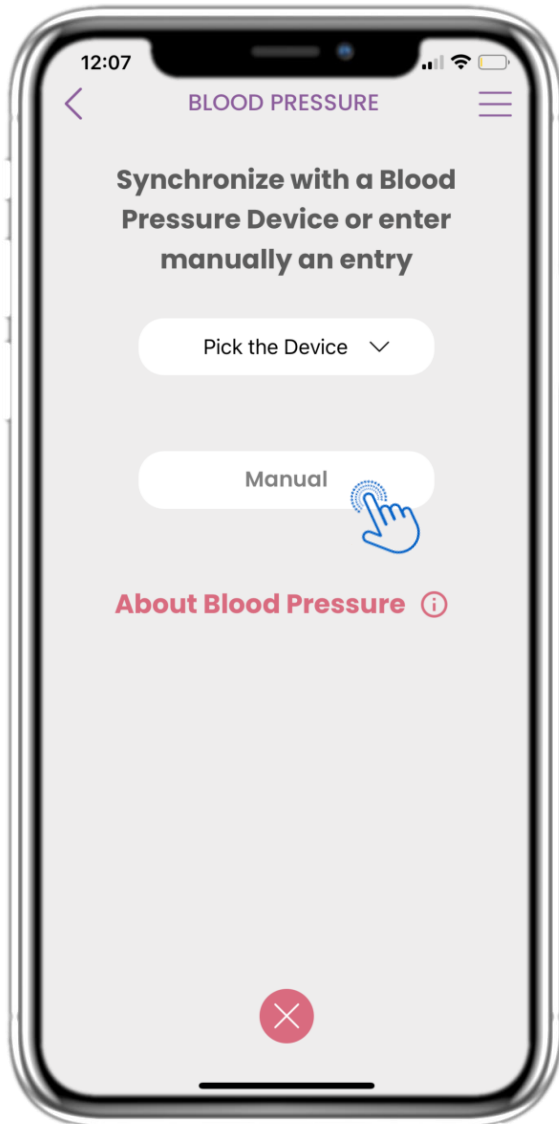 12:07
BLOOD PRESSURE
Synchronize with a Blood
Pressure Device or enter
manually an entry
Pick the Device
Manual
About Blood Pressure